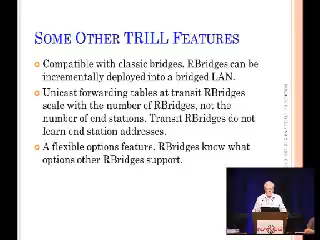 SOME OTHER TRILL FEATURES
Compatible with classic bridges. RBridges can be
incrementally deployed into a bridged LAN.
Unicast forwarding tables at transit RBridges
scale with the number of RBridges, not the
number of end stations. Transit RBridges do not
learn end station addresses.
A flexible options feature. RBridges know what
options other RBridges support.